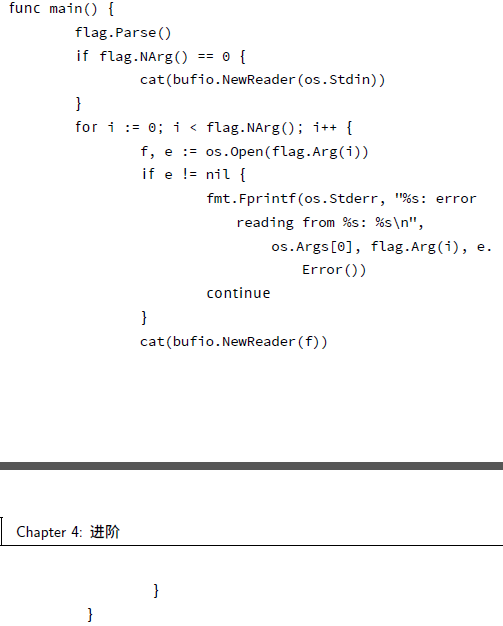 func main() {
flag.Parse()
if flag.NArg() == 0 {
cat(bufio.NewReader(os.Stdin))
}
for i := 0; i < flag.NArg(); i++ {
f, e := os.Open(flag.Arg(i))
if e != nil {
fmt.Fprintf(os.Stderr, "%s: error
reading from %s: %s\n",
os.Args[0], flag.Arg(i), e.
Error())
continue
}
cat(bufio.NewReader(f))
Chapter 4: 进阶
}
}